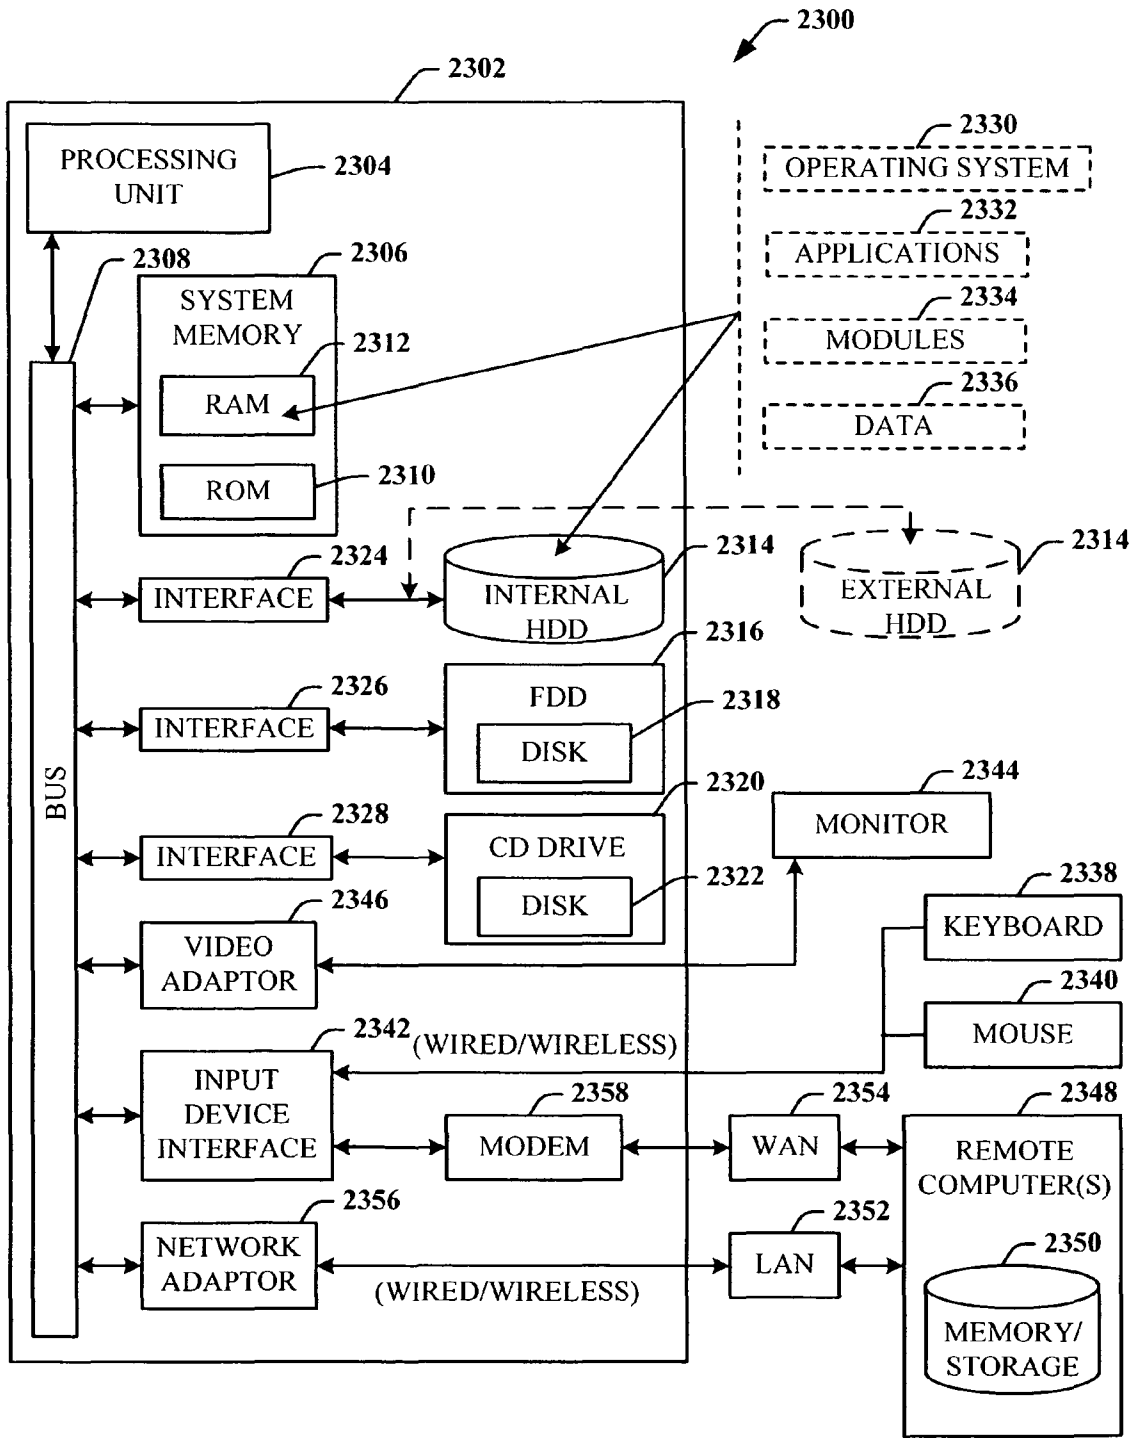 2300
2302
PROCESSING
UNIT
2304
2330
OPERATING SYSTEM
2332
APPLICATIONS
2334
MODULES
2336
DATA
2308
2306
SYSTEM
MEMORY
2312
RAM
2310
ROM
BUS
2324
INTERFACE
2314
INTERNAL
HDD
2314
EXTERNAL
HDD
2326
INTERFACE
2316
FDD
2318
DISK
2328
INTERFACE
2320
CD DRIVE
2322
DISK
2344
MONITOR
2346
VIDEO
ADAPTOR
2338
KEYBOARD
2340
MOUSE
2342
(WIRED/WIRELESS)
INPUT
DEVICE
INTERFACE
2358
MODEM
2354
WAN
2348
REMOTE
COMPUTER(S)
2356
NETWORK
ADAPTOR
(WIRED/WIRELESS)
2352
LAN
2350
MEMORY/
STORAGE